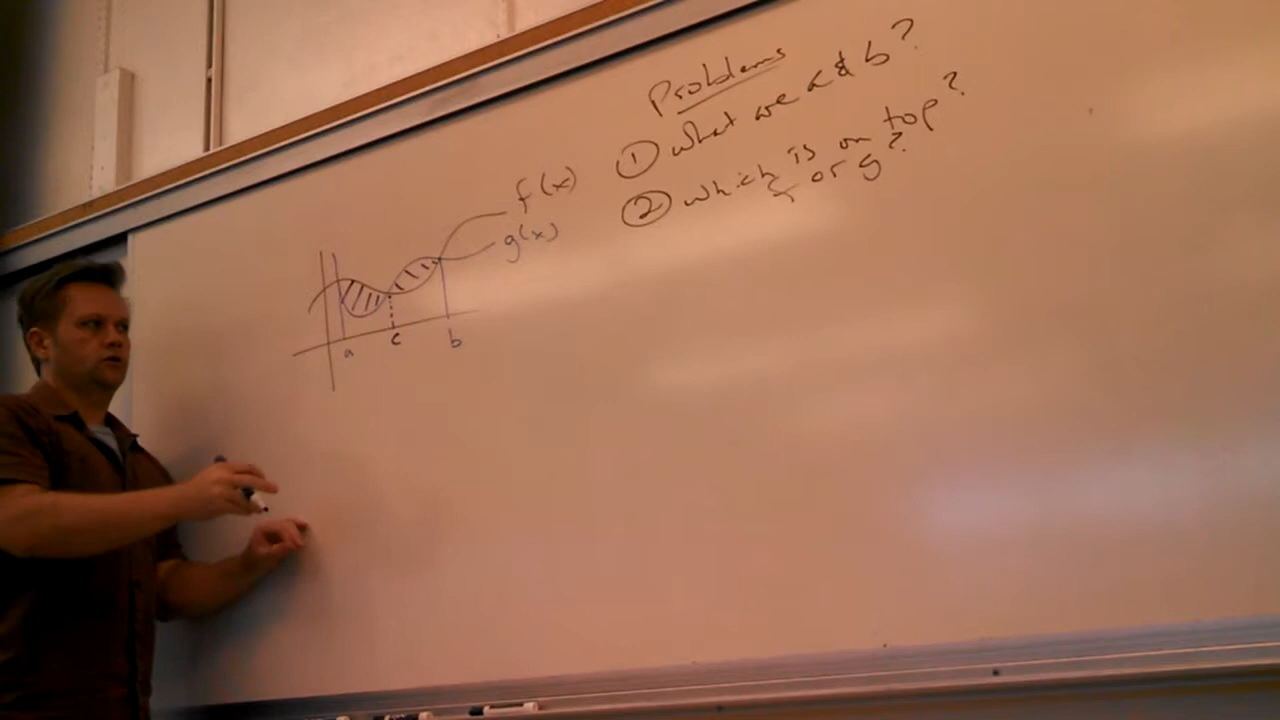 Problems
① What are a & b?
② Which is on top?
f or g?
f(x)
g(x)
a c b